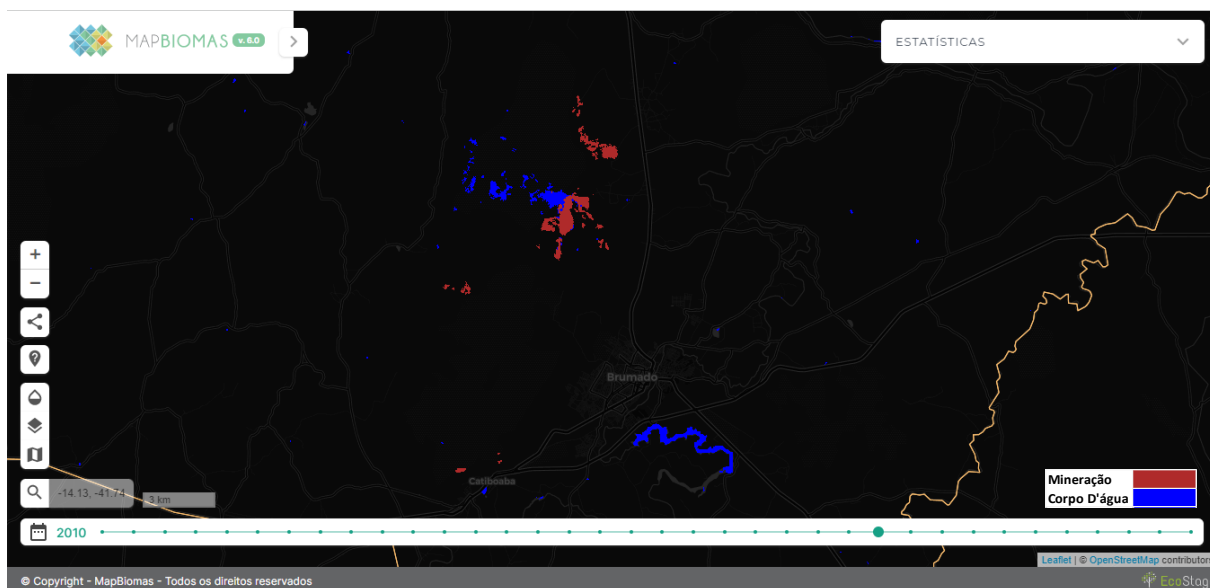 MAPBIOMAS v. 6.0
ESTATÍSTICAS
+
−
Brumado
Catiboaba
Mineração
Corpo D'água
-14.13, -41.74
3 km
2010
Leaflet | © OpenStreetMap contributors
© Copyright - MapBiomas - Todos os direitos reservados
EcoStag